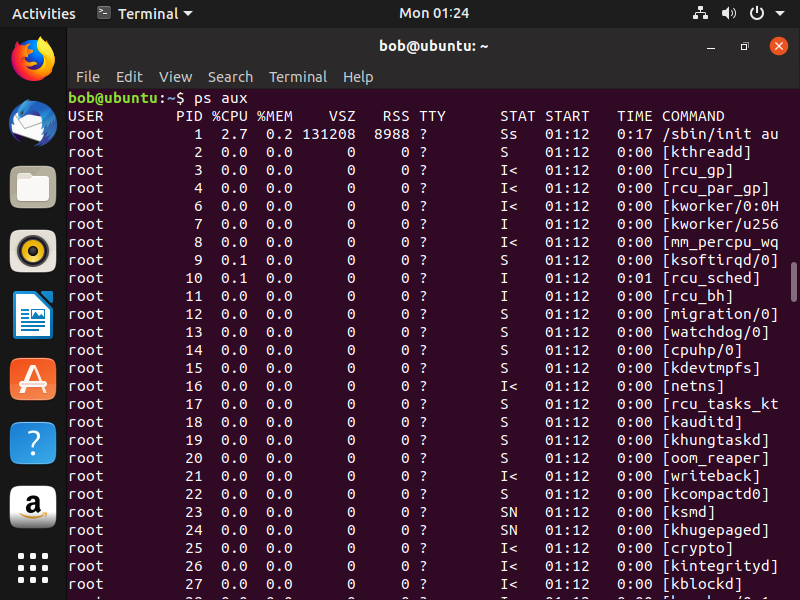 Activities Terminal Mon 01:24
bob@ubuntu: ~
File Edit View Search Terminal Help
bob@ubuntu:~$ ps aux
USER PID %CPU %MEM VSZ RSS TTY STAT START TIME COMMAND
root 1 2.7 0.2 131208 8988 ? Ss 01:12 0:17 /sbin/init au
root 2 0.0 0.0 0 0 ? S 01:12 0:00 [kthreadd]
root 3 0.0 0.0 0 0 ? I< 01:12 0:00 [rcu_gp]
root 4 0.0 0.0 0 0 ? I< 01:12 0:00 [rcu_par_gp]
root 6 0.0 0.0 0 0 ? I< 01:12 0:00 [kworker/0:0H
root 7 0.0 0.0 0 0 ? I 01:12 0:00 [kworker/u256
root 8 0.0 0.0 0 0 ? I< 01:12 0:00 [mm_percpu_wq
root 9 0.1 0.0 0 0 ? S 01:12 0:00 [ksoftirqd/0]
root 10 0.1 0.0 0 0 ? I 01:12 0:01 [rcu_sched]
root 11 0.0 0.0 0 0 ? I 01:12 0:00 [rcu_bh]
root 12 0.0 0.0 0 0 ? S 01:12 0:00 [migration/0]
root 13 0.0 0.0 0 0 ? S 01:12 0:00 [watchdog/0]
root 14 0.0 0.0 0 0 ? S 01:12 0:00 [cpuhp/0]
root 15 0.0 0.0 0 0 ? S 01:12 0:00 [kdevtmpfs]
root 16 0.0 0.0 0 0 ? I< 01:12 0:00 [netns]
root 17 0.0 0.0 0 0 ? S 01:12 0:00 [rcu_tasks_kt
root 18 0.0 0.0 0 0 ? S 01:12 0:00 [kauditd]
root 19 0.0 0.0 0 0 ? S 01:12 0:00 [khungtaskd]
root 20 0.0 0.0 0 0 ? S 01:12 0:00 [oom_reaper]
root 21 0.0 0.0 0 0 ? I< 01:12 0:00 [writeback]
root 22 0.0 0.0 0 0 ? S 01:12 0:00 [kcompactd0]
root 23 0.0 0.0 0 0 ? SN 01:12 0:00 [ksmd]
root 24 0.0 0.0 0 0 ? SN 01:12 0:00 [khugepaged]
root 25 0.0 0.0 0 0 ? I< 01:12 0:00 [crypto]
root 26 0.0 0.0 0 0 ? I< 01:12 0:00 [kintegrityd]
root 27 0.0 0.0 0 0 ? I< 01:12 0:00 [kblockd]